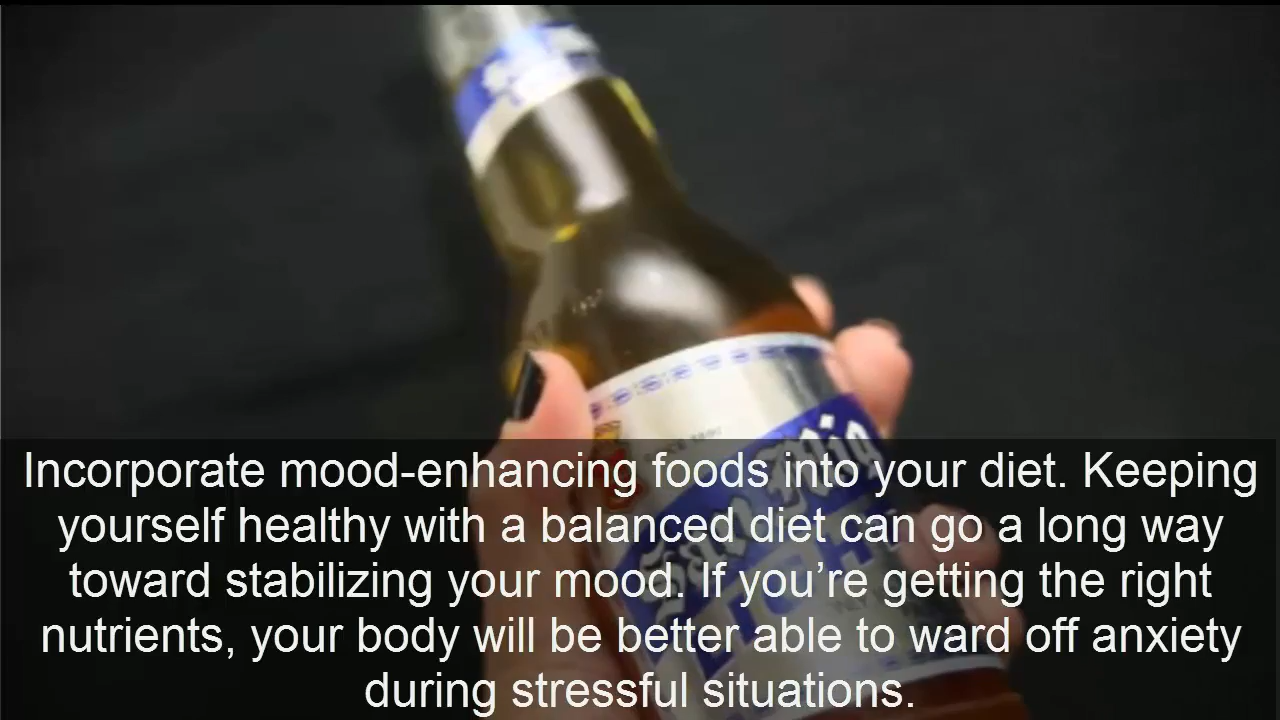 San Mig
Incorporate mood-enhancing foods into your diet. Keeping
yourself healthy with a balanced diet can go a long way
toward stabilizing your mood. If you’re getting the right
nutrients, your body will be better able to ward off anxiety
during stressful situations.